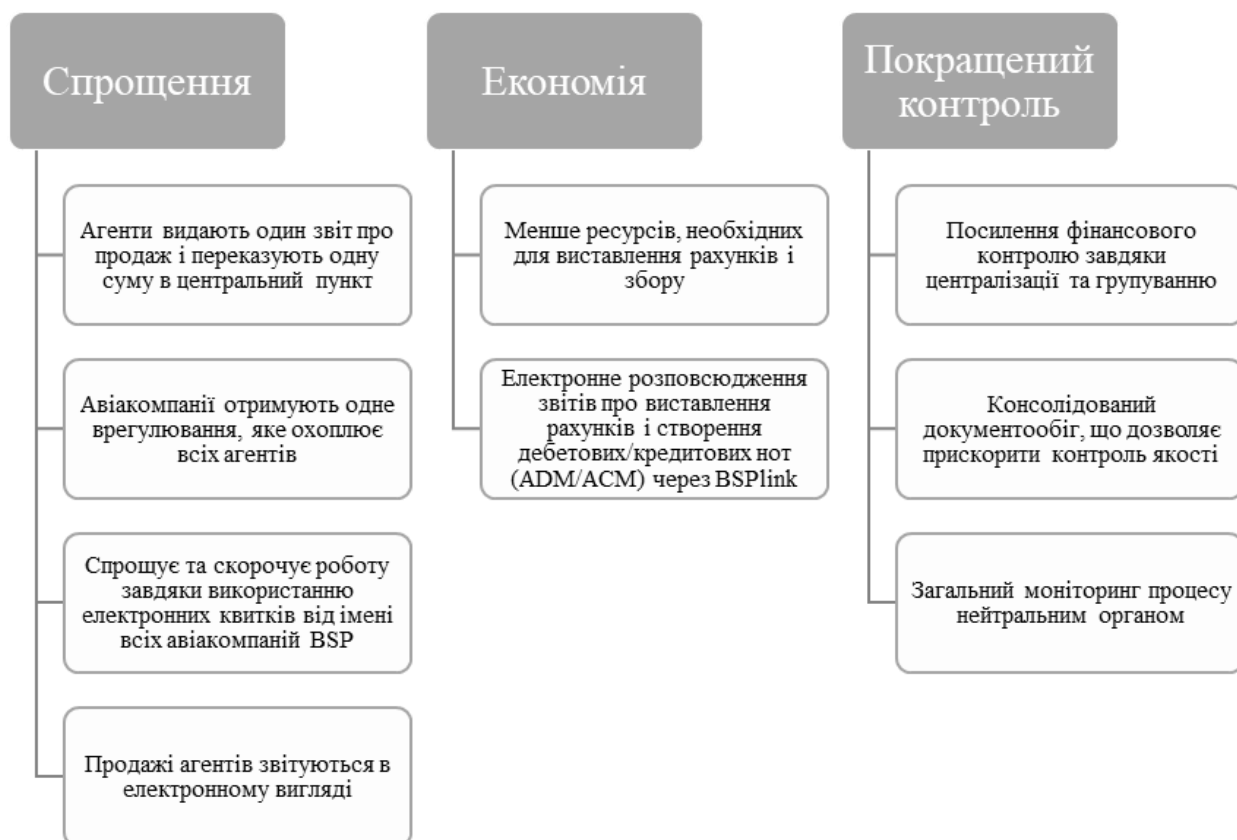 Спрощення
Агенти видають один звіт про
продаж і переказують одну
суму в центральний пункт
Авіакомпанії отримують одне
врегулювання, яке охоплює
всіх агентів
Спрощує та скорочує роботу
завдяки використанню
електронних квитків від імені
всіх авіакомпаній BSP
Продажі агентів звітуються в
електронному вигляді
Економія
Менше ресурсів, необхідних
для виставлення рахунків і
збору
Електронне розповсюдження
звітів про виставлення
рахунків і створення
дебетових/кредитових нот
(ADM/ACM) через BSPlink
Покращений
контроль
Посилення фінансового
контролю завдяки
централізації та групуванню
Консолідований
документообіг, що дозволяє
прискорити контроль якості
Загальний моніторинг процесу
нейтральним органом